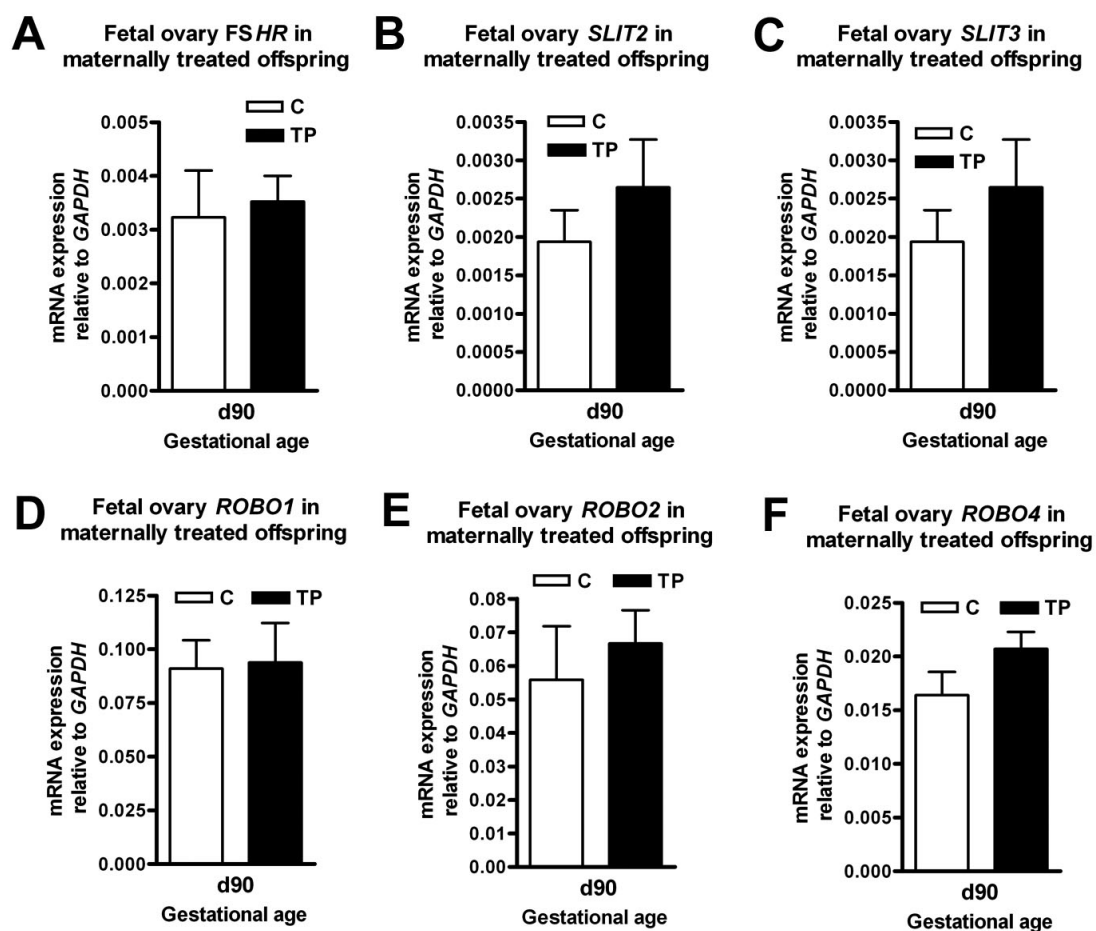 A
Fetal ovary FSHR in
maternally treated offspring
C
TP
0.005
0.004
0.003
0.002
0.001
0.000
mRNA expression
relative to GAPDH
d90
Gestational age
B
Fetal ovary SLIT2 in
maternally treated offspring
C
TP
0.0035
0.0030
0.0025
0.0020
0.0015
0.0010
0.0005
0.0000
mRNA expression
relative to GAPDH
d90
Gestational age
C
Fetal ovary SLIT3 in
maternally treated offspring
C
TP
0.0035
0.0030
0.0025
0.0020
0.0015
0.0010
0.0005
0.0000
mRNA expression
relative to GAPDH
d90
Gestational age
D
Fetal ovary ROBO1 in
maternally treated offspring
C TP
0.125
0.100
0.075
0.050
0.025
0.000
mRNA expression
relative to GAPDH
d90
Gestational age
E
Fetal ovary ROBO2 in
maternally treated offspring
C TP
0.08
0.07
0.06
0.05
0.04
0.03
0.02
0.01
0.00
mRNA expression
relative to GAPDH
d90
Gestational age
F
Fetal ovary ROBO4 in
maternally treated offspring
C TP
0.025
0.020
0.015
0.010
0.005
0.000
mRNA expression
relative to GAPDH
d90
Gestational age